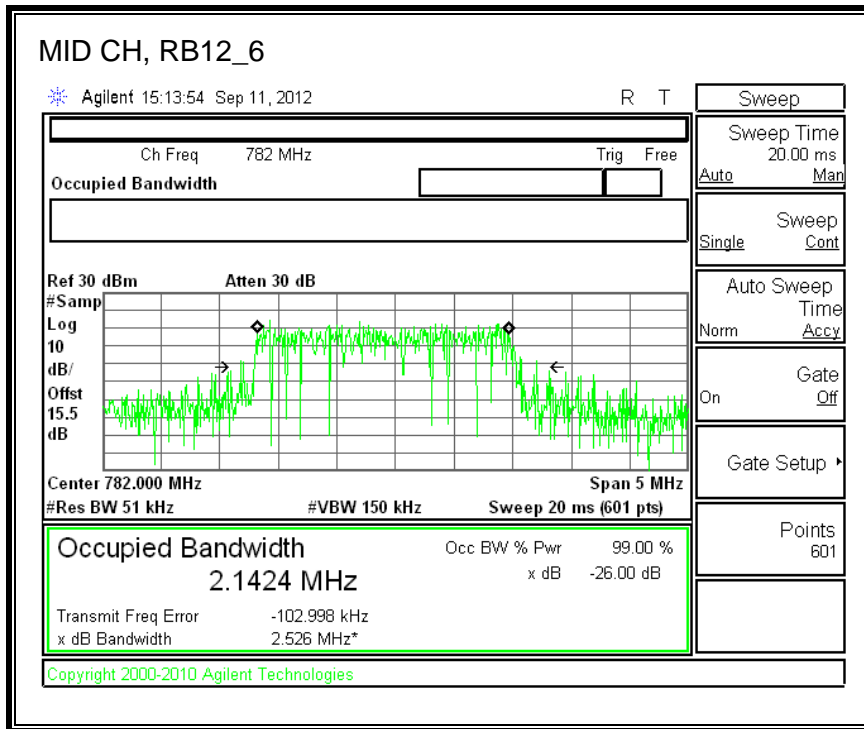 MID CH, RB12_6
Agilent 15:13:54 Sep 11, 2012 R T
Ch Freq 782 MHz Trig Free
Occupied Bandwidth
Ref 30 dBm Atten 30 dB
#Samp
Log
10
dB/
Offst
15.5
dB
Center 782.000 MHz Span 5 MHz
#Res BW 51 kHz #VBW 150 kHz Sweep 20 ms (601 pts)
Occupied Bandwidth
2.1424 MHz
Occ BW % Pwr 99.00 %
x dB -26.00 dB
Transmit Freq Error -102.998 kHz
x dB Bandwidth 2.526 MHz*
Copyright 2000-2010 Agilent Technologies
Sweep
Sweep Time
20.00 ms
Auto Man
Sweep
Single Cont
Auto Sweep
Time
Norm Accy
Gate
On Off
Gate Setup
Points
601